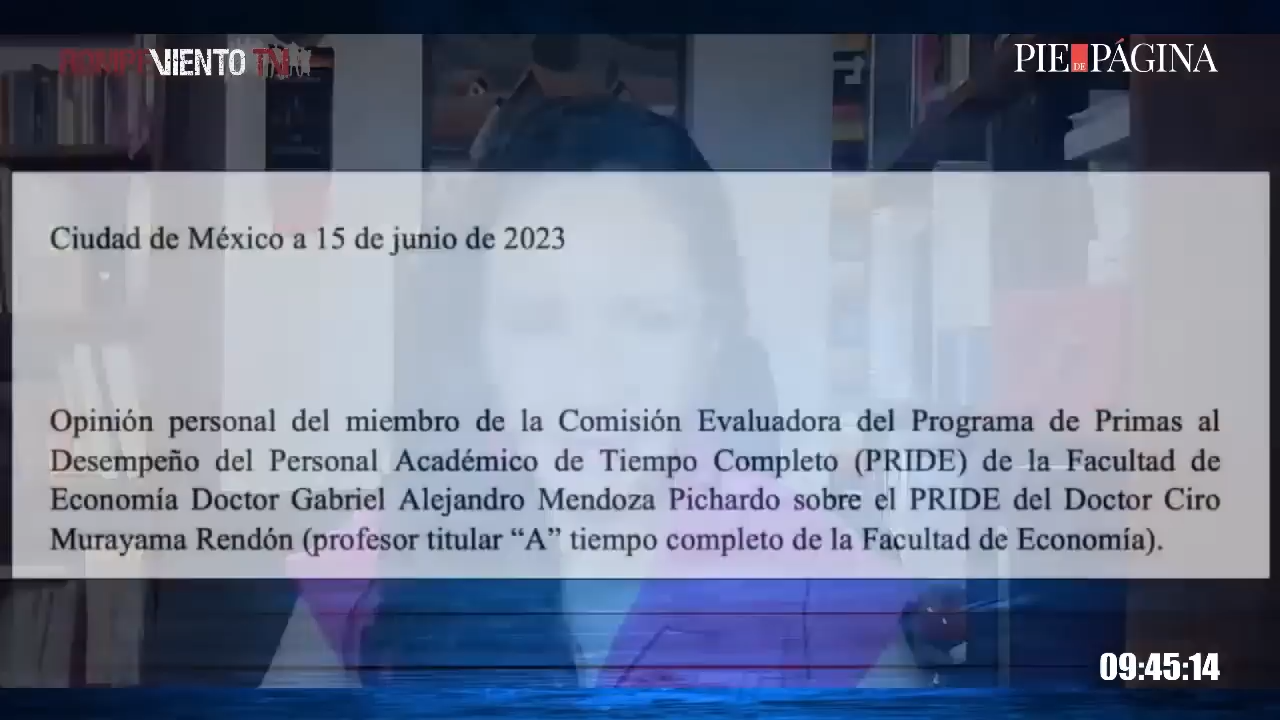 ROMPEVIENTO TV
PIE DE PÁGINA
Ciudad de México a 15 de junio de 2023
Opinión personal del miembro de la Comisión Evaluadora del Programa de Primas al
Desempeño del Personal Académico de Tiempo Completo (PRIDE) de la Facultad de
Economía Doctor Gabriel Alejandro Mendoza Pichardo sobre el PRIDE del Doctor Ciro
Murayama Rendón (profesor titular “A” tiempo completo de la Facultad de Economía).
09:45:14